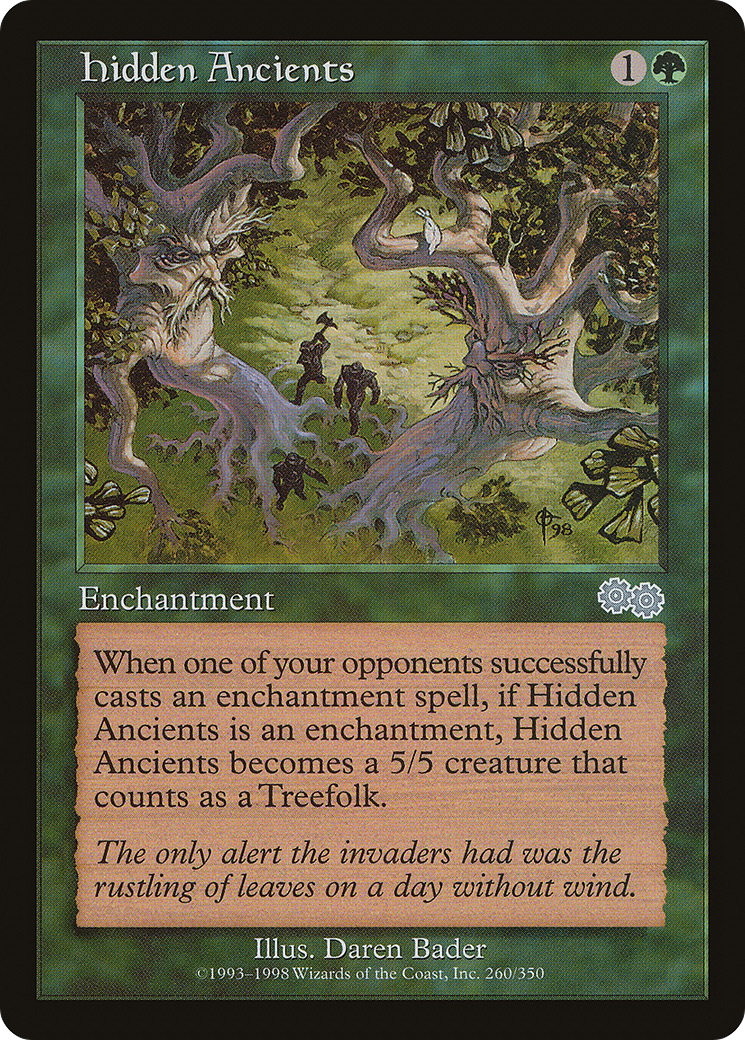 Hidden Ancients
1
98
Enchantment
When one of your opponents successfully
casts an enchantment spell, if Hidden
Ancients is an enchantment, Hidden
Ancients becomes a 5/5 creature that
counts as a Treefolk.
The only alert the invaders had was the
rustling of leaves on a day without wind.
Illus. Daren Bader
©1993–1998 Wizards of the Coast, Inc. 260/350